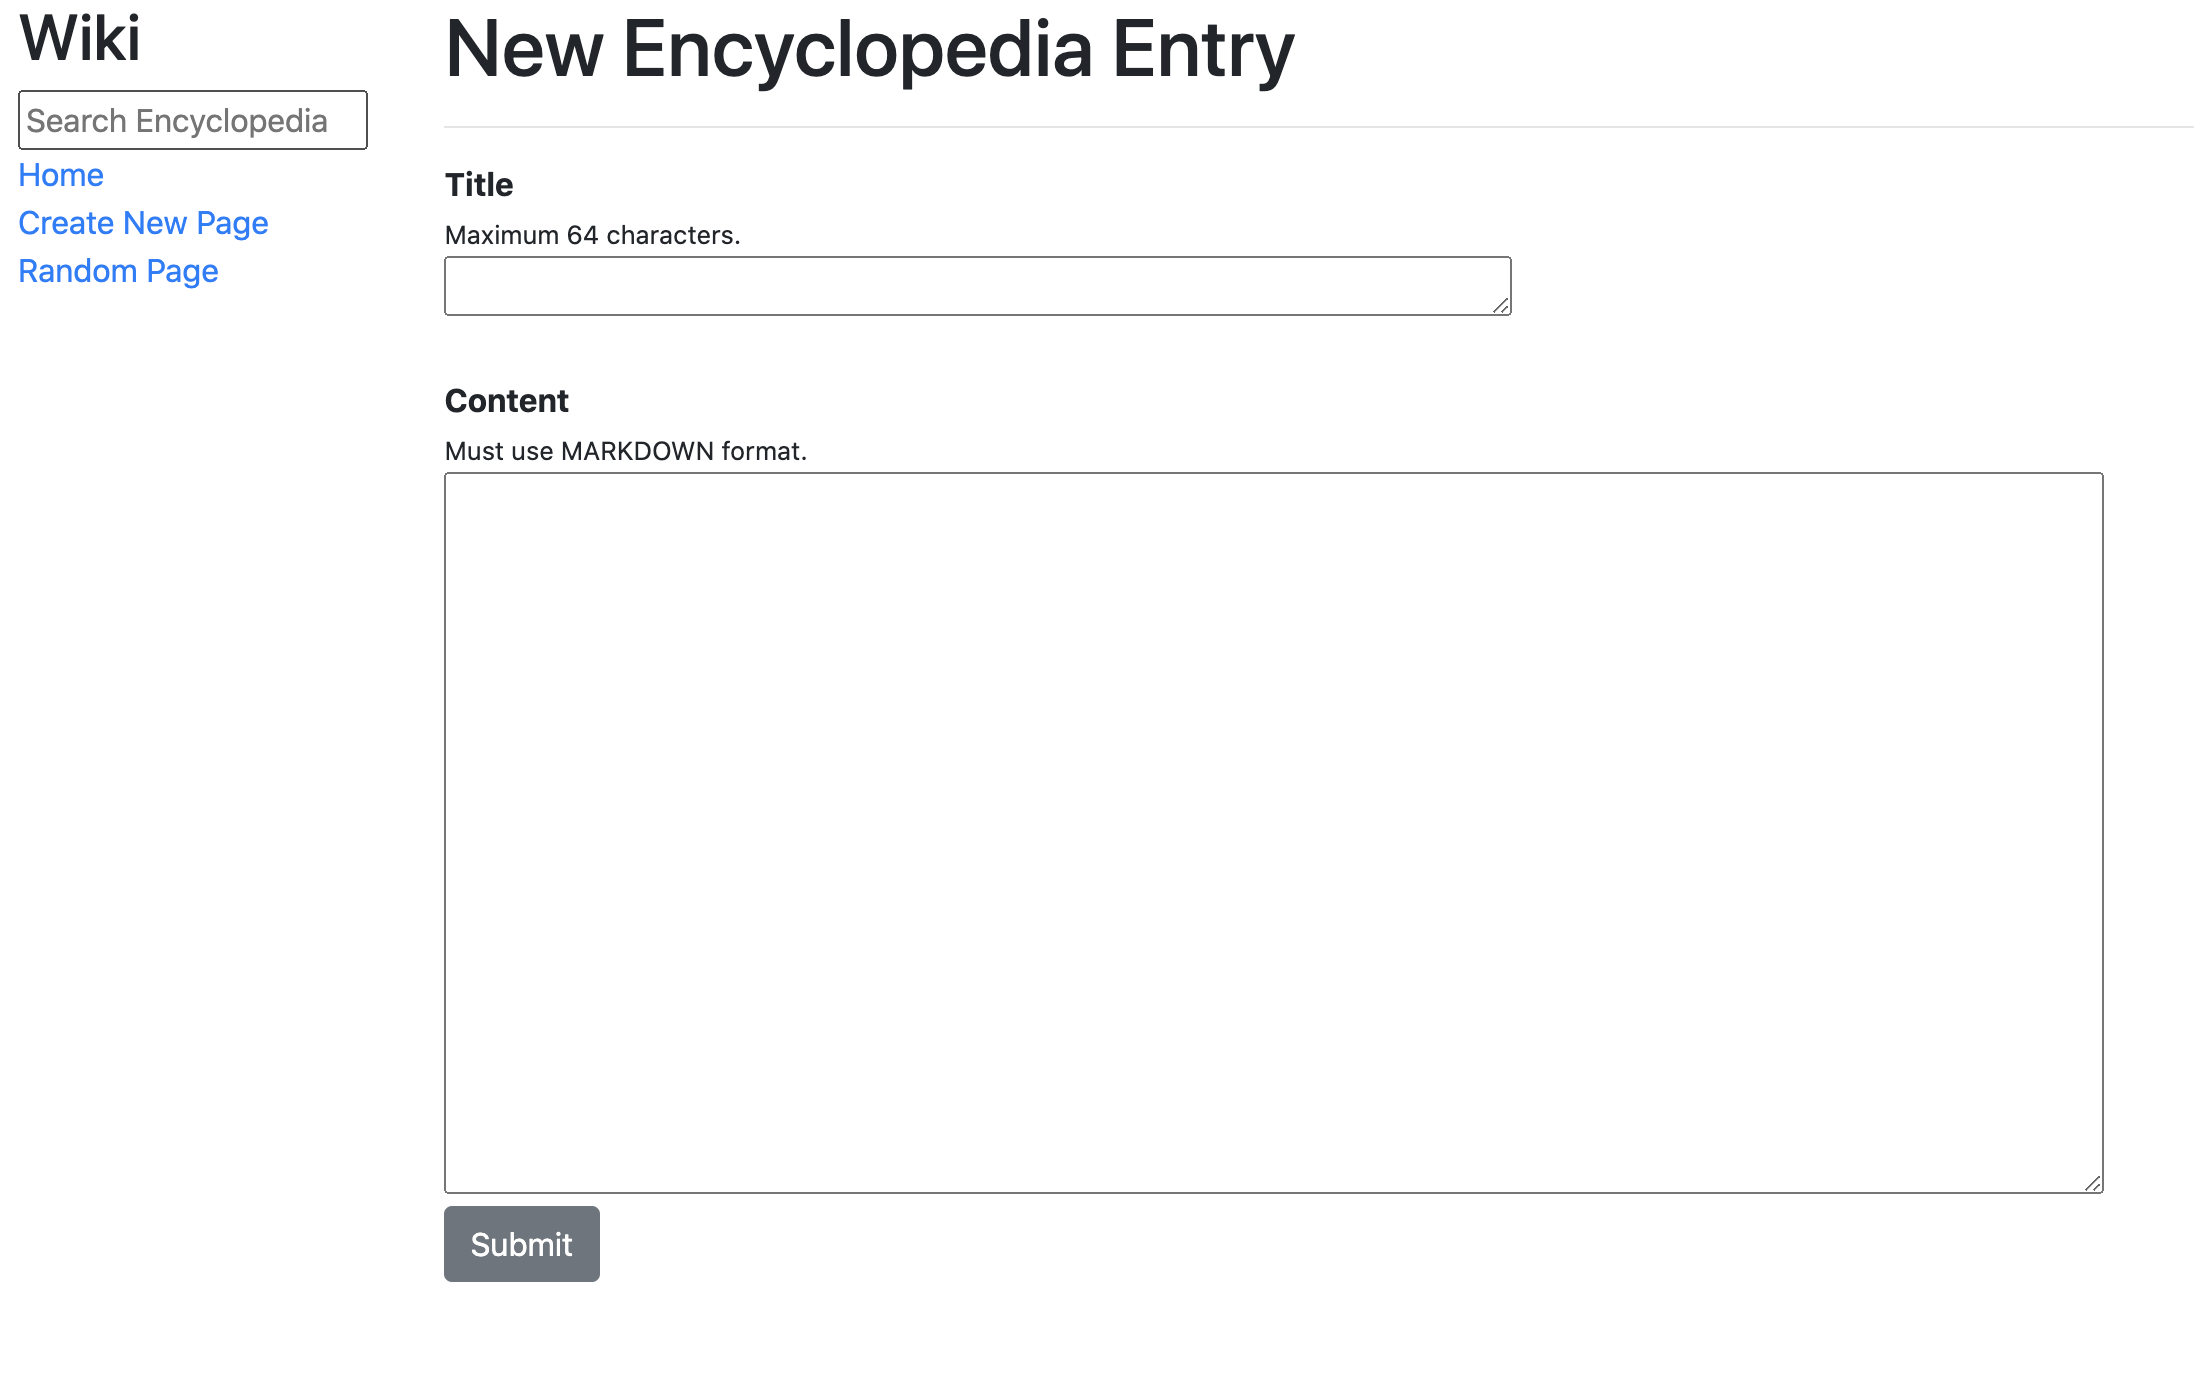 Wiki
Search Encyclopedia
Home
Create New Page
Random Page
New Encyclopedia Entry
Title
Maximum 64 characters.
Content
Must use MARKDOWN format.
Submit